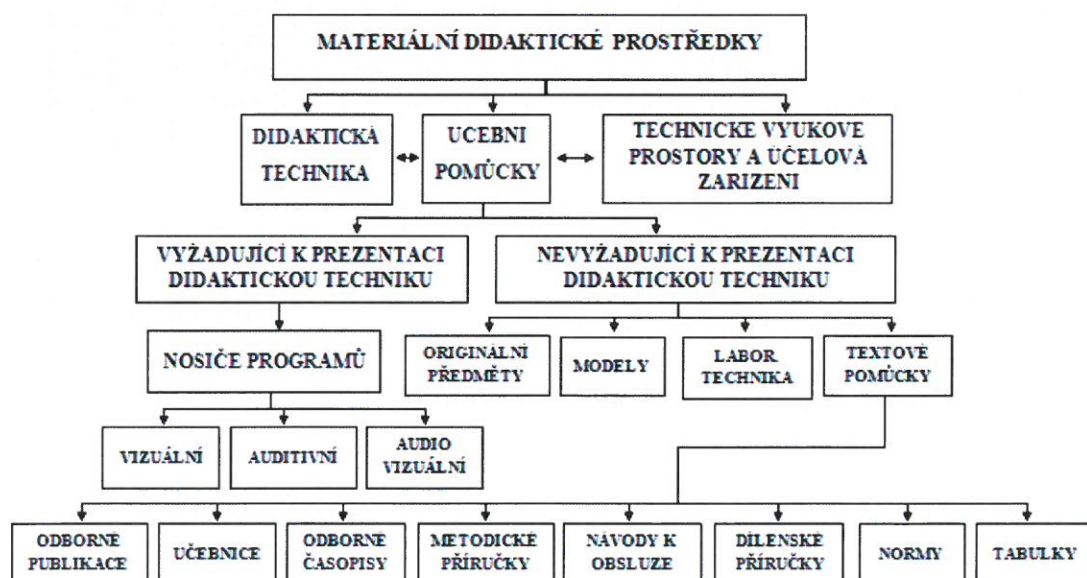 MATERIÁLNÍ DIDAKTICKÉ PROSTŘEDKY
DIDAKTICKÁ
TECHNIKA
UCEBNI
POMŮCKY
TECHNICKE VYUKOVE
PROSTORY A ÚČELOVÁ
ZARIZENI
VYŽADUJÍCÍ K PREZENTACI
DIDAKTICKOU TECHNIKU
NEVYŽADUJÍCÍ K PREZENTACI
DIDAKTICKOU TECHNIKU
NOSIČE PROGRAMŮ
ORIGINÁLNÍ
PŘEDMĚTY
MODELY
LABOR.
TECHNIKA
TEXTOVÉ
POMŮCKY
VIZUÁLNÍ
AUDITIVNÍ
AUDIO
VIZUÁLNÍ
ODBORNÉ
PUBLIKACE
UČEBNICE
ODBORNÉ
ČASOPISY
METODICKÉ
PŘÍRUČKY
NÁVODY K
OBSLUZE
DÍLENSKÉ
PŘÍRUČKY
NORMY
TABULKY